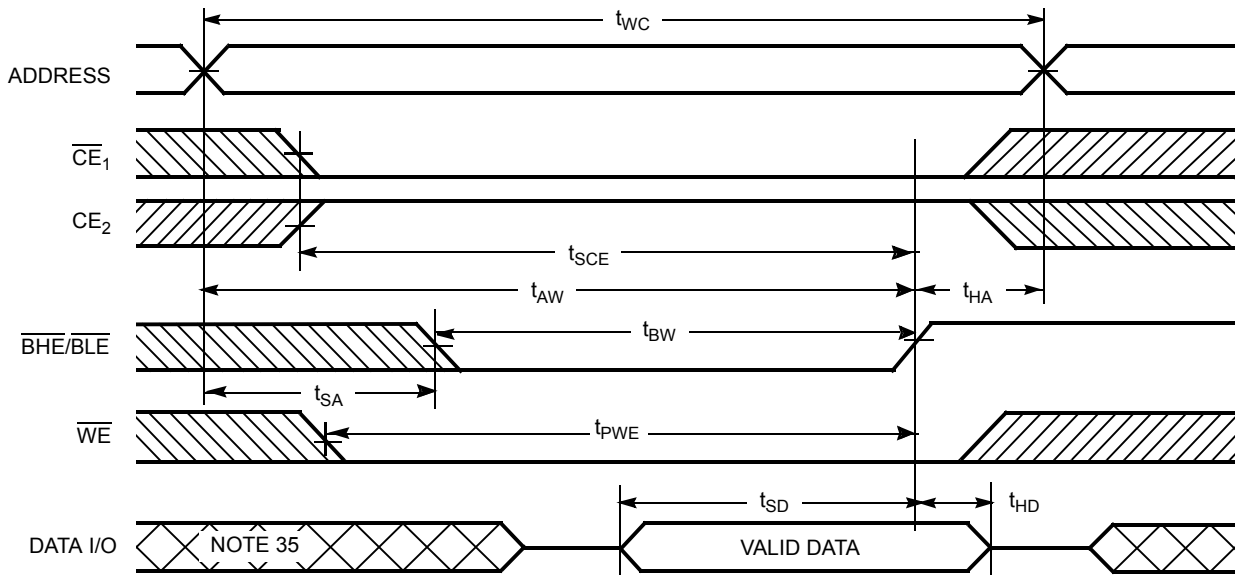 tWC
ADDRESS
CE1
CE2
tSCE
tAW
tHA
BHE/BLE
tBW
tSA
WE
tPWE
tSD
tHD
DATA I/O
NOTE 35
VALID DATA